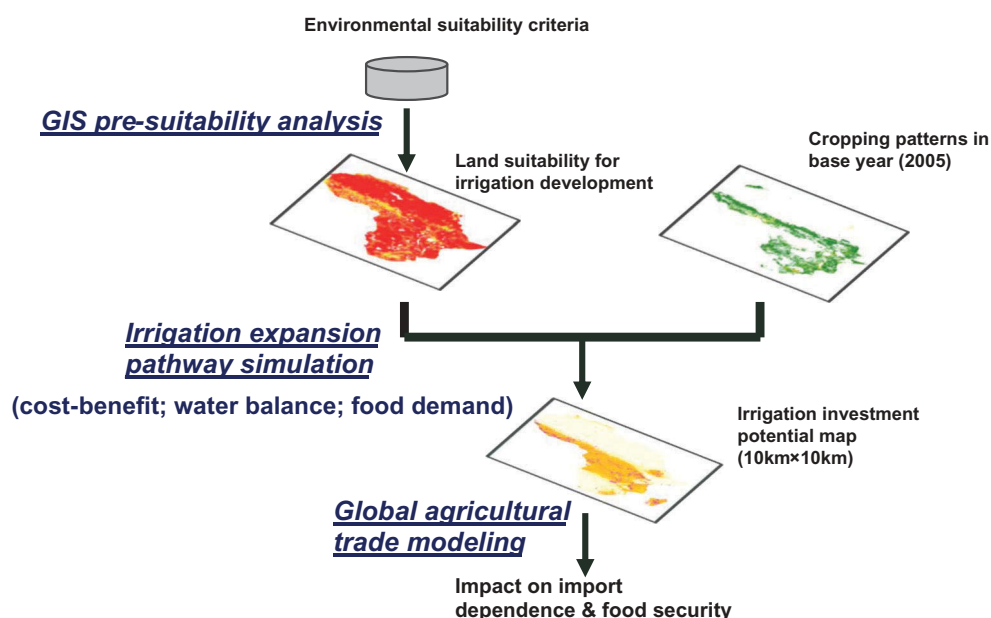 Environmental suitability criteria
GIS pre-suitability analysis
Land suitability for
irrigation development
Cropping patterns in
base year (2005)
Irrigation expansion
pathway simulation
(cost-benefit; water balance; food demand)
Irrigation investment
potential map
(10km×10km)
Global agricultural
trade modeling
Impact on import
dependence & food security